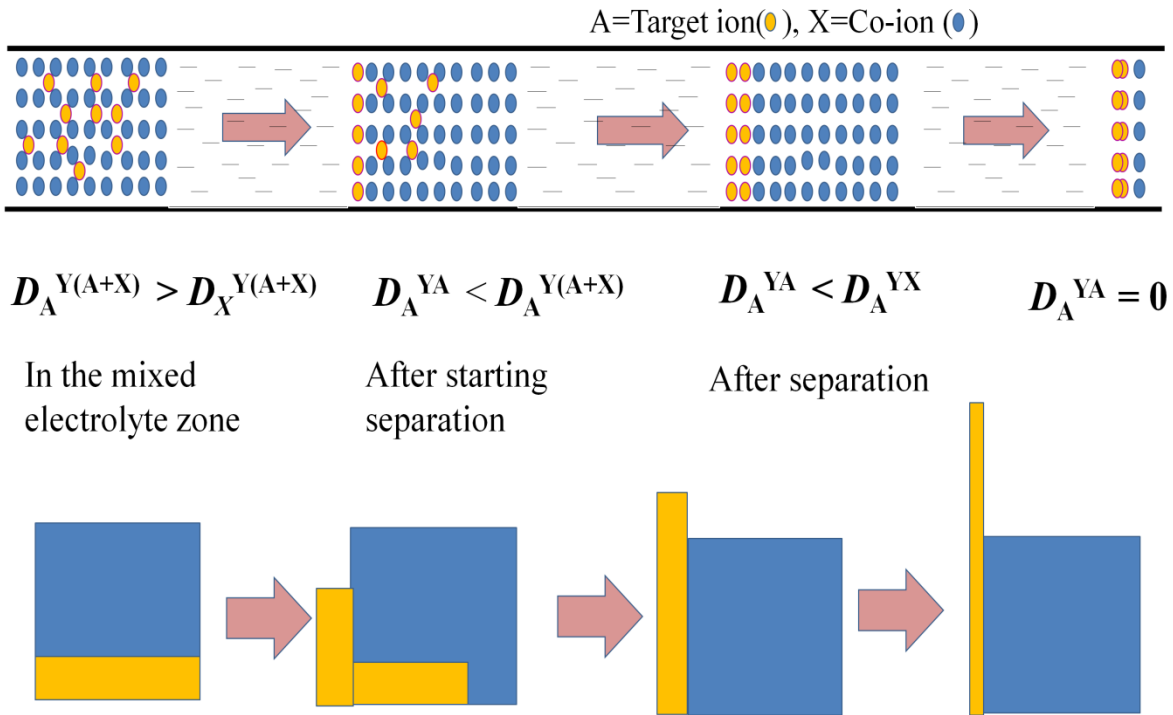 A=Target ion( ), X=Co-ion ( )
D_A^Y(A+X) > D_X^Y(A+X)
D_A^YA < D_A^Y(A+X)
D_A^YA < D_A^YX
D_A^YA = 0
In the mixed
electrolyte zone
After starting
separation
After separation